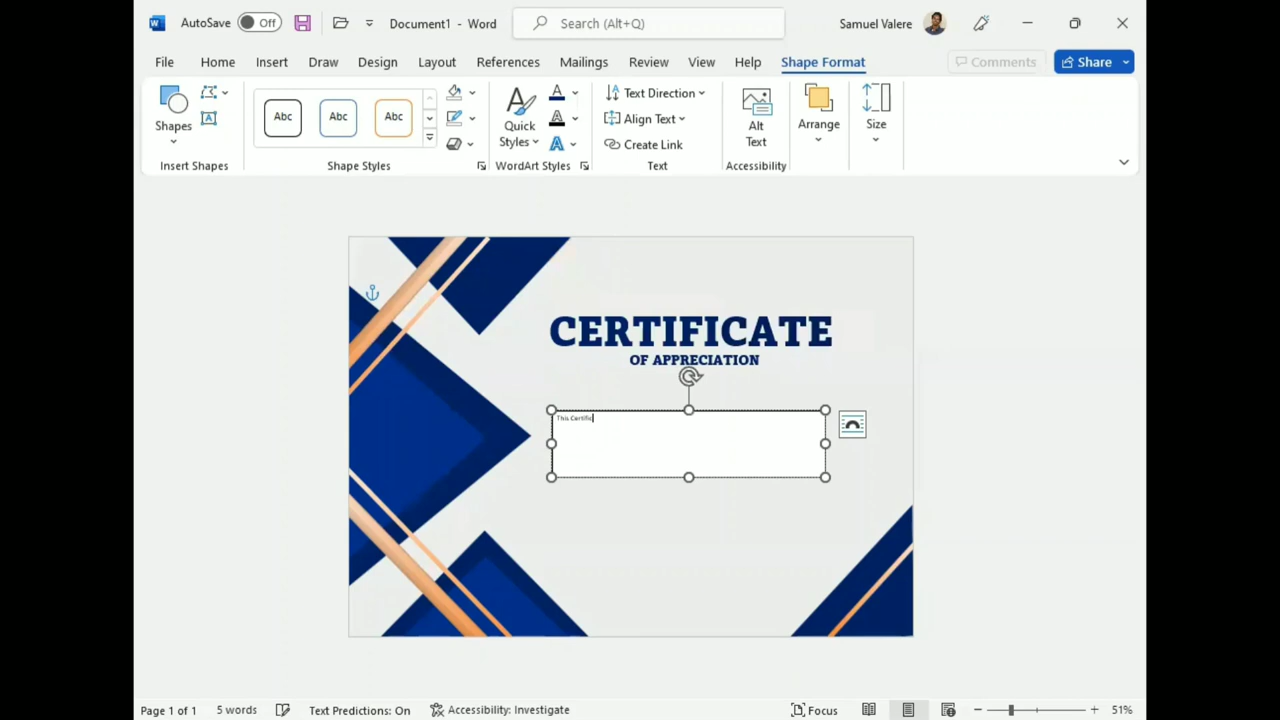 AutoSave Off Document1 - Word Search (Alt+Q) Samuel Valere
File Home Insert Draw Design Layout References Mailings Review View Help Shape Format Comments Share
Shapes
Abc Abc Abc
Quick Styles
Text Direction
Align Text
Create Link
Alt Text
Arrange
Size
Insert Shapes Shape Styles WordArt Styles Text Accessibility
CERTIFICATE
OF APPRECIATION
This Certific
Page 1 of 1 5 words Text Predictions: On Accessibility: Investigate Focus 51%